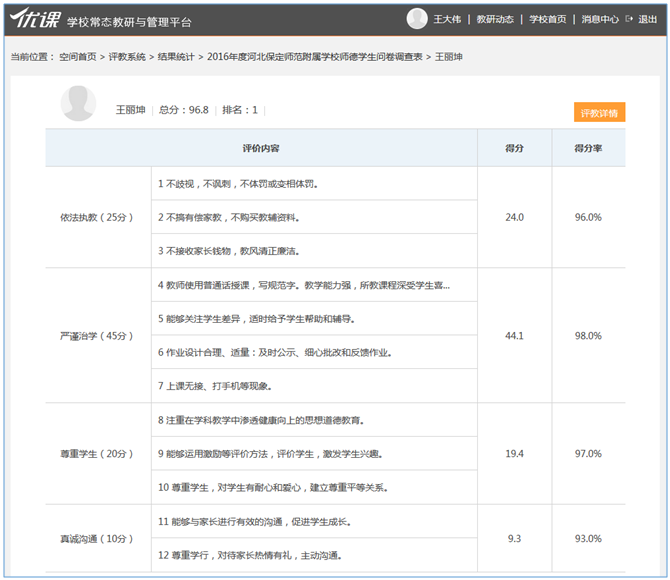 优课 学校常态教研与管理平台 王大伟 | 教研动态 | 学校首页 | 消息中心 退出
当前位置： 空间首页 > 评教系统 > 结果统计 > 2016年度河北保定师范附属学校师德学生问卷调查表 > 王丽坤
王丽坤 | 总分：96.8 | 排名：1 |
评教详情
评价内容 得分 得分率
依法执教（25分） 24.0 96.0%
1 不歧视，不讽刺，不体罚或变相体罚。
2 不搞有偿家教，不购买教辅资料。
3 不接收家长钱物，教风清正廉洁。
严谨治学（45分） 44.1 98.0%
4 教师使用普通话授课，写规范字。教学能力强，所教课程深受学生喜...
5 能够关注学生差异，适时给予学生帮助和辅导。
6 作业设计合理、适量；及时公示、细心批改和反馈作业。
7 上课无接、打手机等现象。
尊重学生（20分） 19.4 97.0%
8 注重在学科教学中渗透健康向上的思想道德教育。
9 能够运用激励等评价方法，评价学生，激发学生兴趣。
10 尊重学生，对学生有耐心和爱心，建立尊重平等关系。
真诚沟通（10分） 9.3 93.0%
11 能够与家长进行有效的沟通，促进学生成长。
12 尊重学行，对待家长热情有礼，主动沟通。